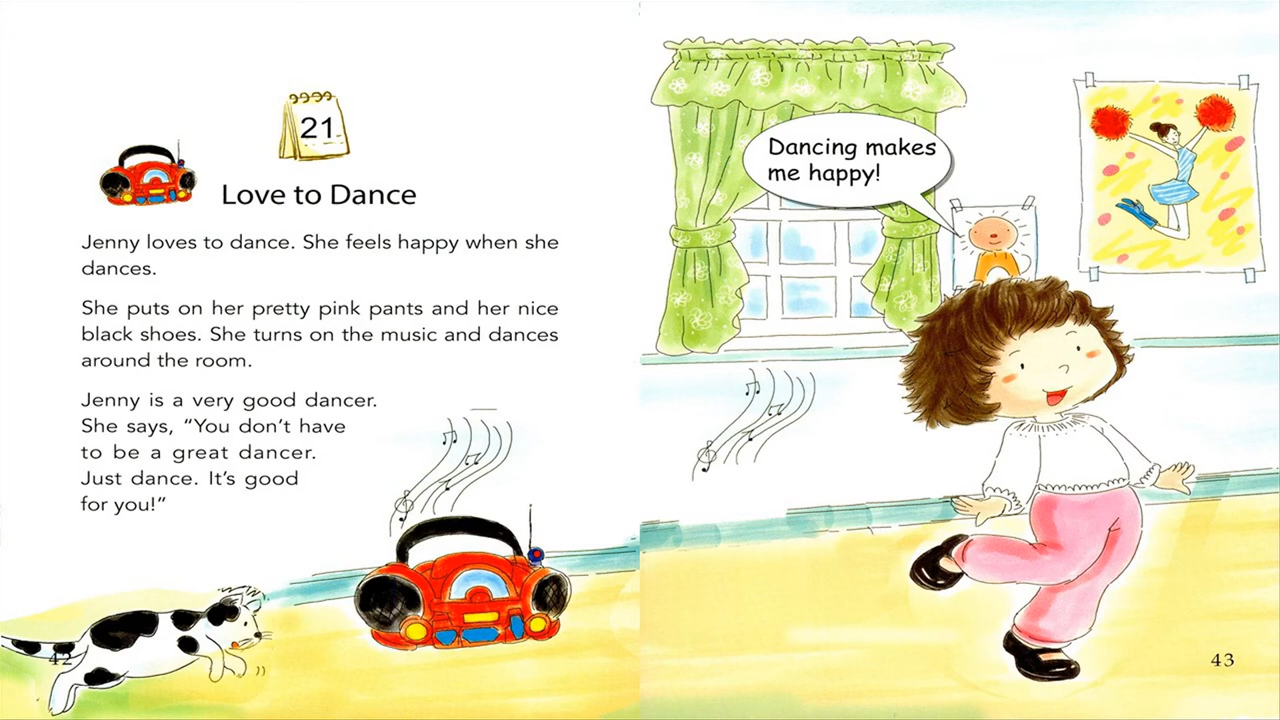 21
Love to Dance
Jenny loves to dance. She feels happy when she
dances.
She puts on her pretty pink pants and her nice
black shoes. She turns on the music and dances
around the room.
Jenny is a very good dancer.
She says, “You don’t have
to be a great dancer.
Just dance. It’s good
for you!”
42
Dancing makes
me happy!
43